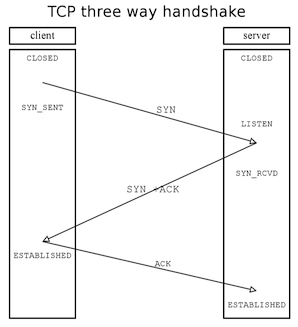 TCP three way handshake
client server
CLOSED CLOSED
SYN_SENT SYN
LISTEN
SYN_RCVD
SYN +ACK
ESTABLISHED
ACK
ESTABLISHED